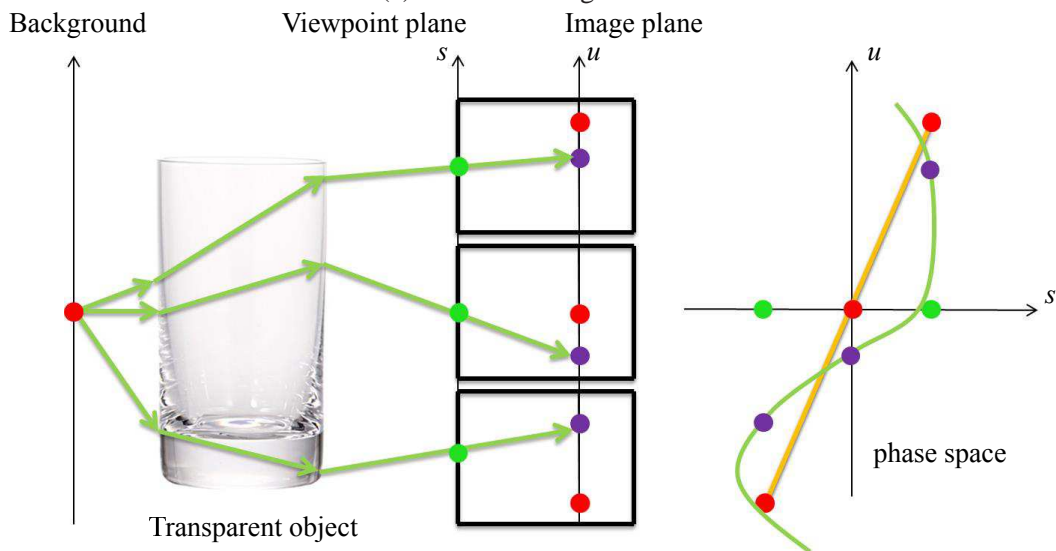 Background
Viewpoint plane
Image plane
s
u
u
s
phase space
Transparent object